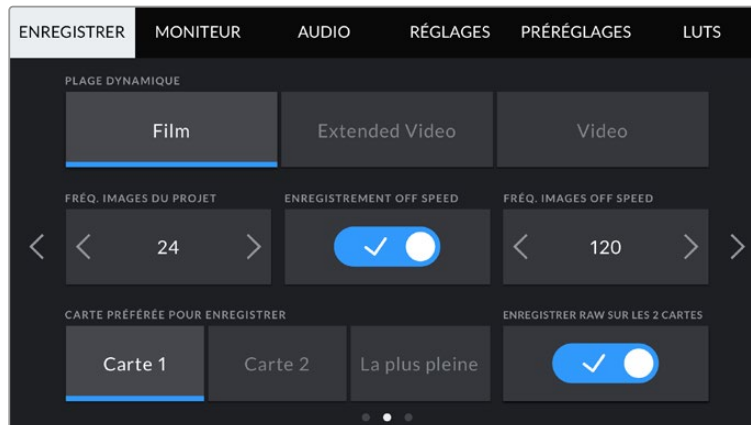 ENREGISTRER MONITEUR AUDIO RÉGLAGES PRÉRÉGLAGES LUTS
PLAGE DYNAMIQUE
Film Extended Video Video
FRÉQ. IMAGES DU PROJET ENREGISTREMENT OFF SPEED FRÉQ. IMAGES OFF SPEED
24 120
CARTE PRÉFÉRÉE POUR ENREGISTRER ENREGISTRER RAW SUR LES 2 CARTES
Carte 1 Carte 2 La plus pleine